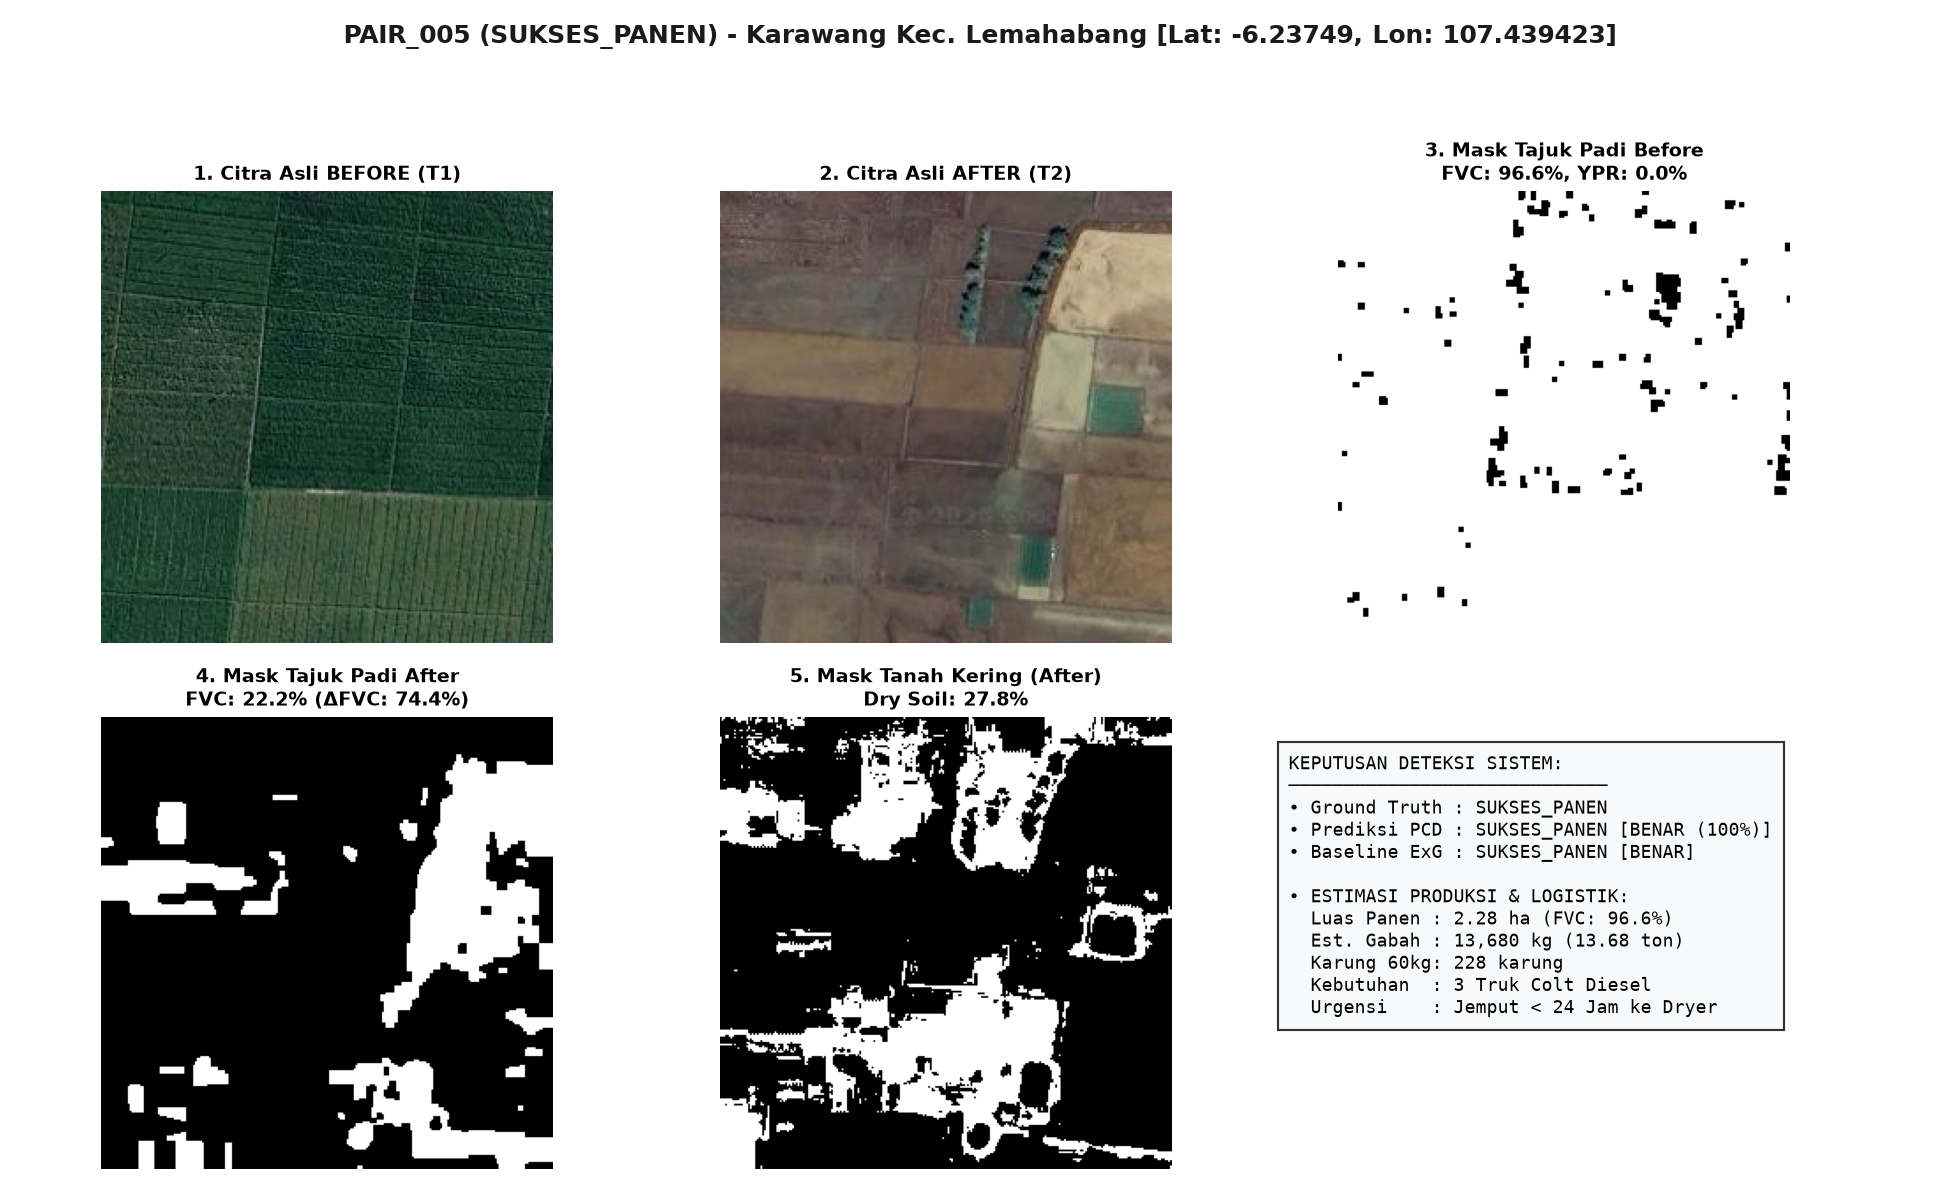 PAIR_005 (SUKSES_PANEN) - Karawang Kec. Lemahabang [Lat: -6.23749, Lon: 107.439423]
1. Citra Asli BEFORE (T1)
2. Citra Asli AFTER (T2)
3. Mask Tajuk Padi Before
FVC: 96.6%, YPR: 0.0%
4. Mask Tajuk Padi After
FVC: 22.2% (ΔFVC: 74.4%)
5. Mask Tanah Kering (After)
Dry Soil: 27.8%
KEPUTUSAN DETEKSI SISTEM:
• Ground Truth : SUKSES_PANEN
• Prediksi PCD : SUKSES_PANEN [BENAR (100%)]
• Baseline ExG : SUKSES_PANEN [BENAR]
• ESTIMASI PRODUKSI & LOGISTIK:
Luas Panen : 2.28 ha (FVC: 96.6%)
Est. Gabah : 13,680 kg (13.68 ton)
Karung 60kg: 228 karung
Kebutuhan  : 3 Truk Colt Diesel
Urgensi    : Jemput < 24 Jam ke Dryer